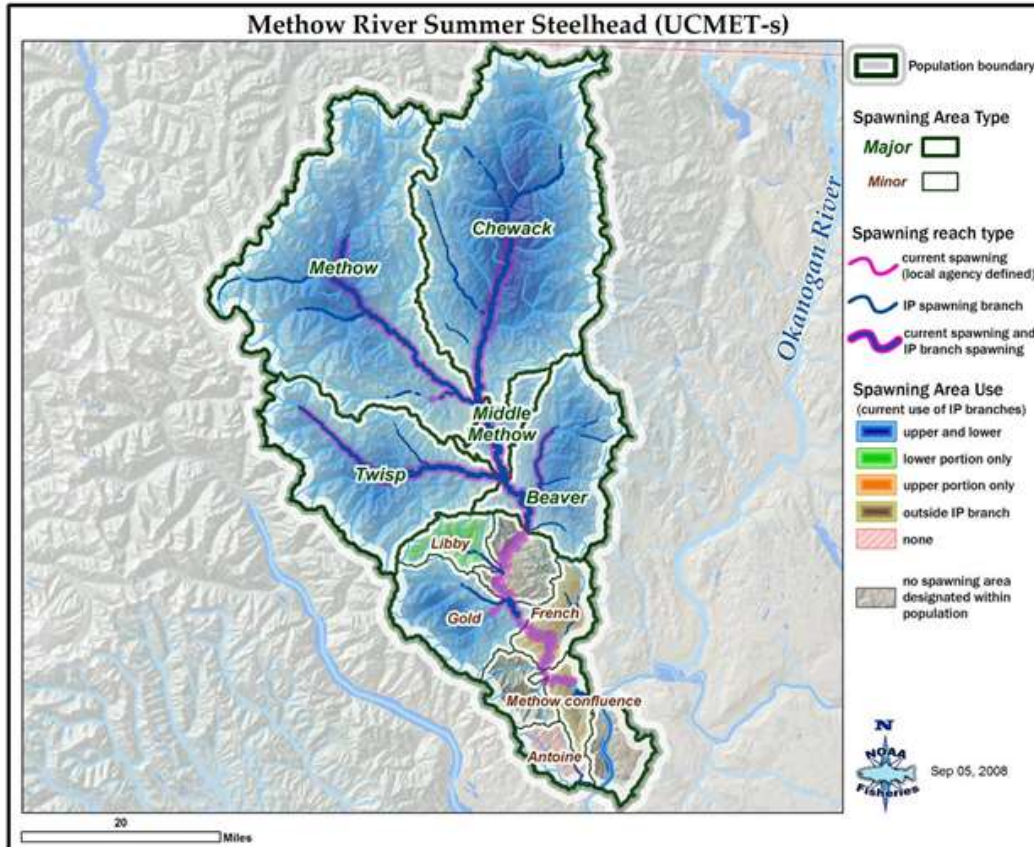 Methow River Summer Steelhead (UCMET-s)
Population boundary
Spawning Area Type
Major
Minor
Spawning reach type
current spawning
(local agency defined)
IP spawning branch
current spawning and
IP branch spawning
Spawning Area Use
(current use of IP branches)
upper and lower
lower portion only
upper portion only
outside IP branch
none
no spawning area
designated within
population
Okanogan River
Chewack
Methow
Middle
Methow
Twisp
Beaver
Libby
Gold
French
Methow confluence
Antoine
N
NOAA
Fisheries
Sep 05, 2008
20
Miles